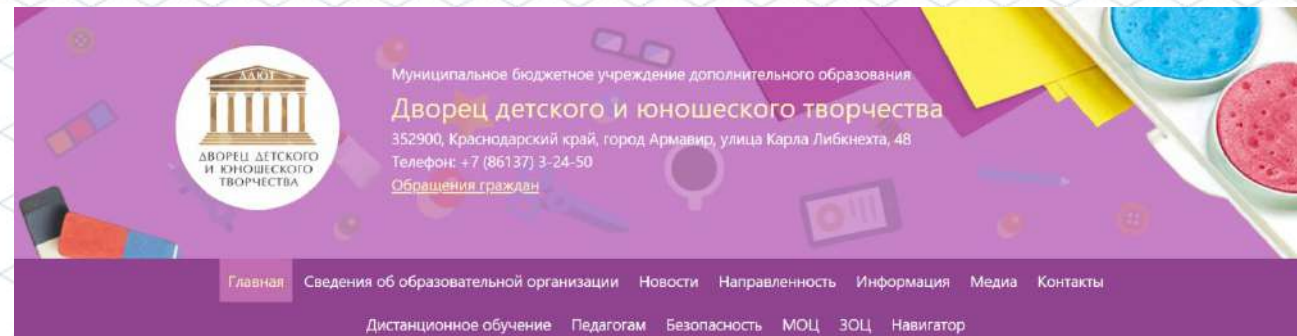 ДДЮТ
ДВОРЕЦ ДЕТСКОГО
И ЮНОШЕСКОГО
ТВОРЧЕСТВА
Муниципальное бюджетное учреждение дополнительного образования
Дворец детского и юношеского творчества
352900, Краснодарский край, город Армавир, улица Карла Либкнехта, 48
Телефон: +7 (86137) 3-24-50
Обращения граждан
Главная Сведения об образовательной организации Новости Направленность Информация Медиа Контакты
Дистанционное обучение Педагогам Безопасность МОЦ ЗОЦ Навигатор